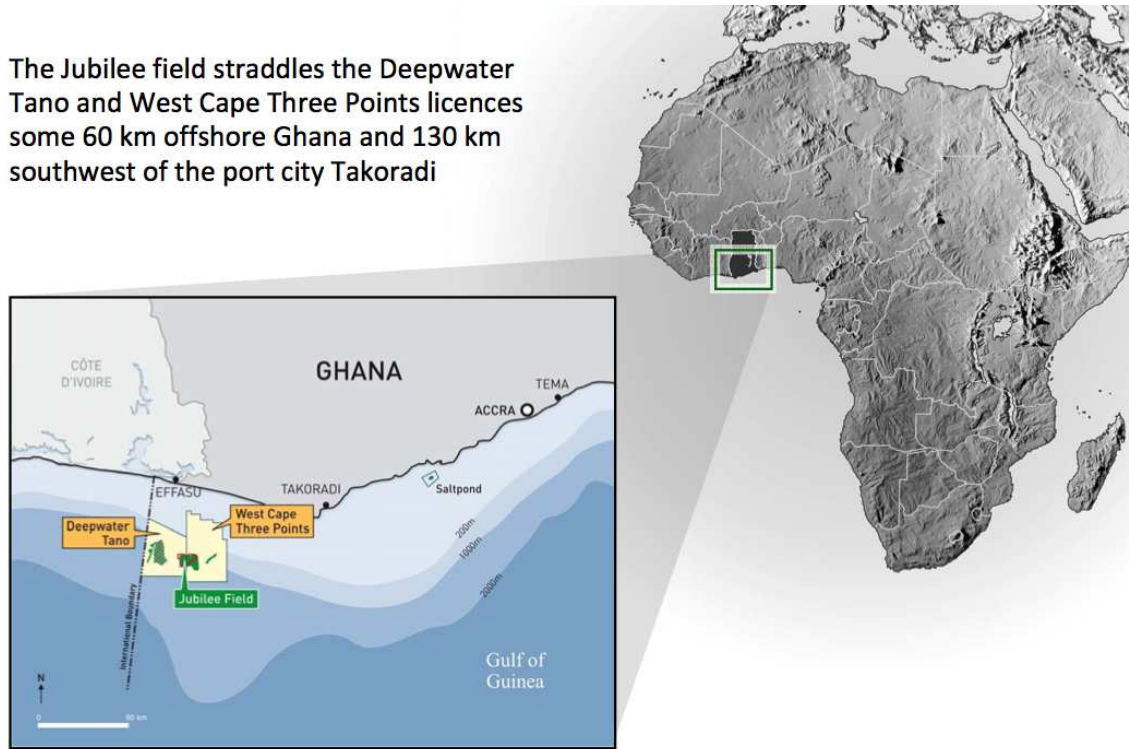 The Jubilee field straddles the Deepwater
Tano and West Cape Three Points licences
some 60 km offshore Ghana and 130 km
southwest of the port city Takoradi
CÔTE
D'IVOIRE
GHANA
TEMA
ACCRA
EFFASU
TAKORADI
Saltpond
Deepwater
Tano
West Cape
Three Points
Jubilee Field
200m
1000m
2000m
International Boundary
Gulf of
Guinea
N
0
80 km